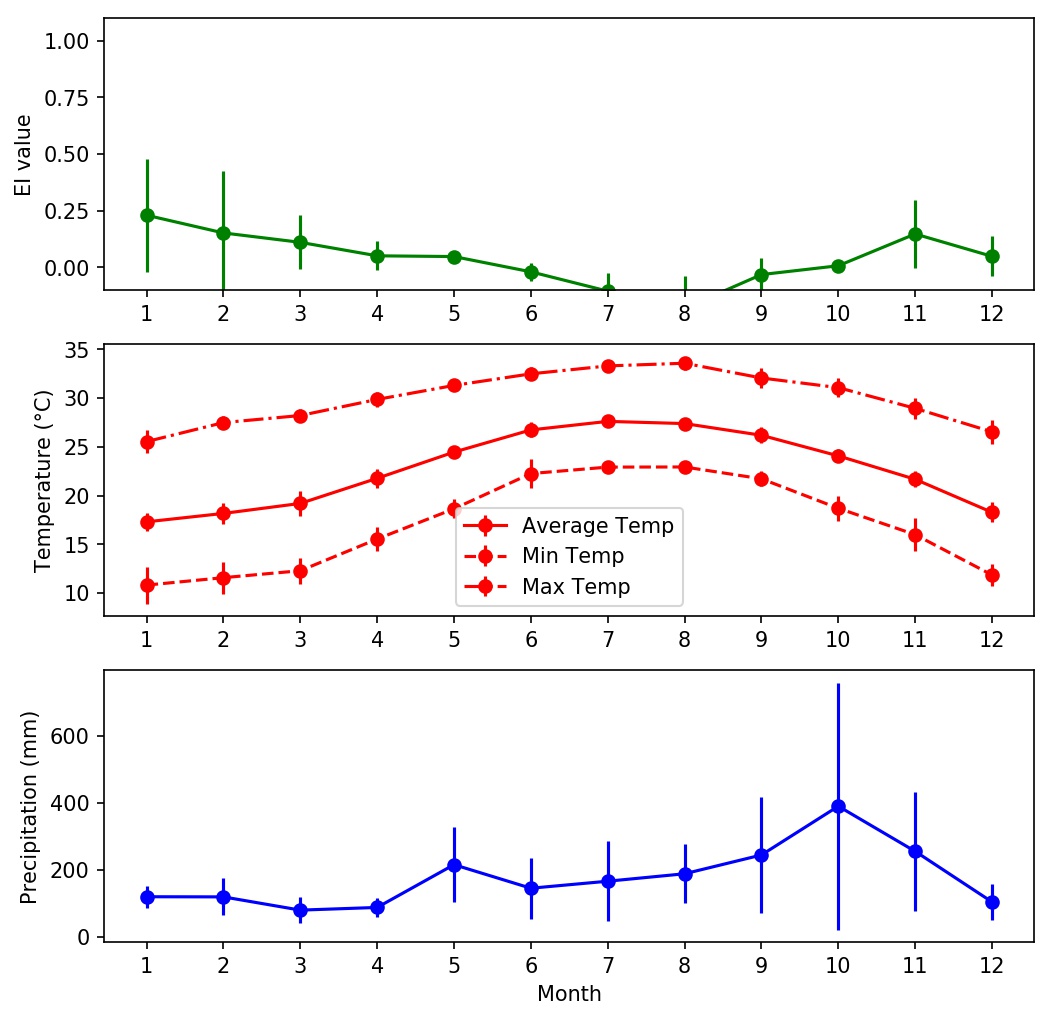 EI value
1.00
0.75
0.50
0.25
0.00
1 2 3 4 5 6 7 8 9 10 11 12
Temperature (°C)
35
30
25
20
15
10
Average Temp
Min Temp
Max Temp
1 2 3 4 5 6 7 8 9 10 11 12
Precipitation (mm)
600
400
200
0
1 2 3 4 5 6 7 8 9 10 11 12
Month